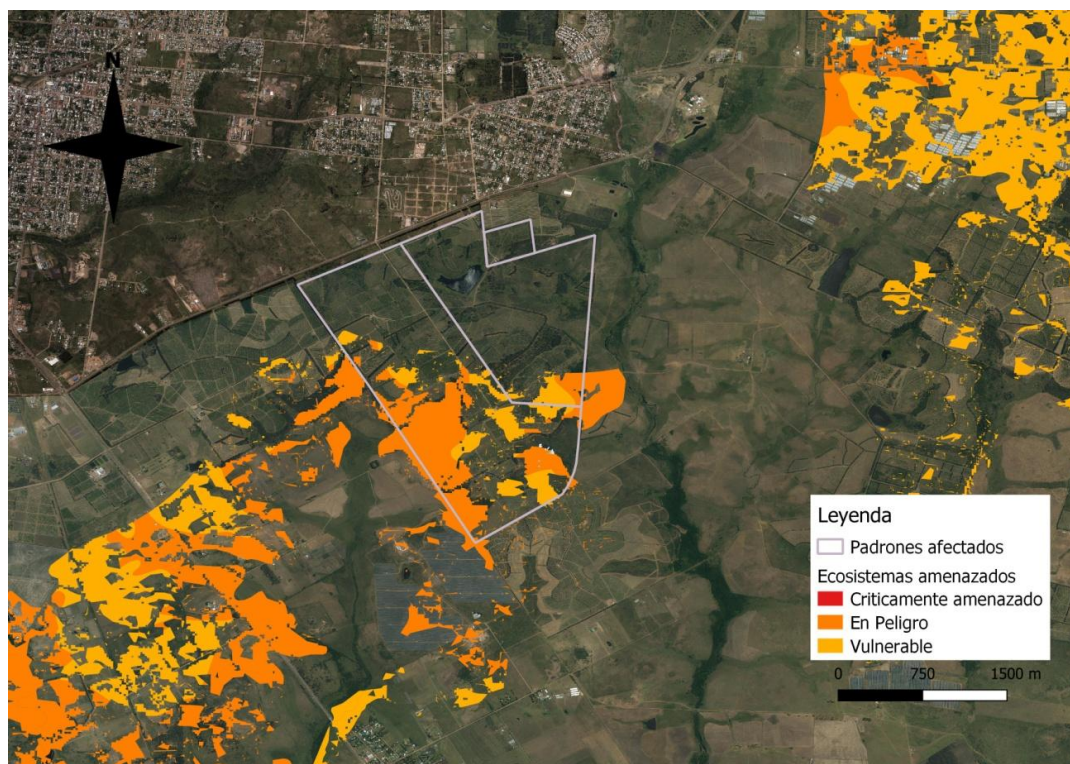 N
Leyenda
Padrones afectados
Ecosistemas amenazados
Criticamente amenazado
En Peligro
Vulnerable
0 750 1500 m